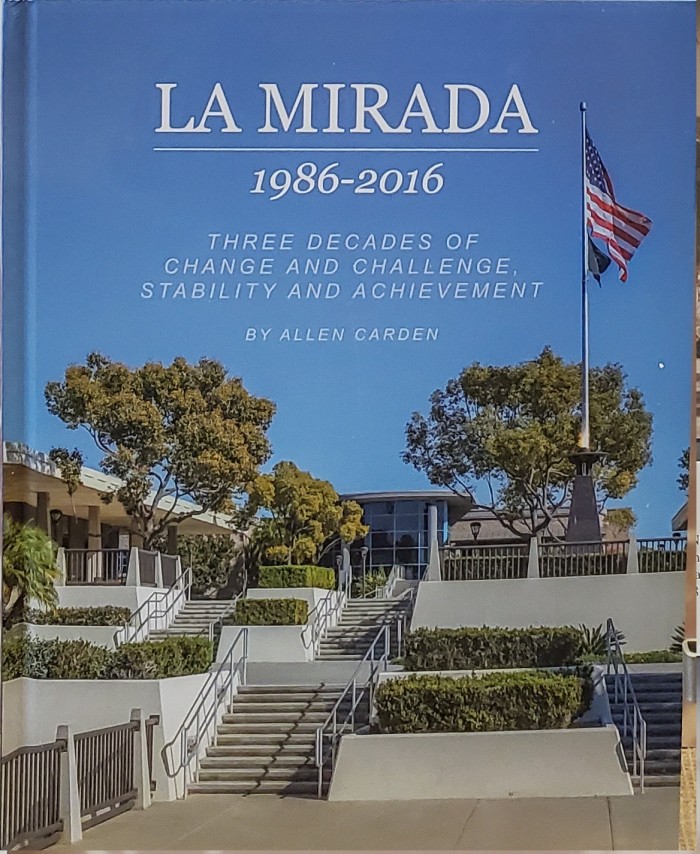 LA MIRADA
1986-2016
THREE DECADES OF
CHANGE AND CHALLENGE,
STABILITY AND ACHIEVEMENT
BY ALLEN CARDEN